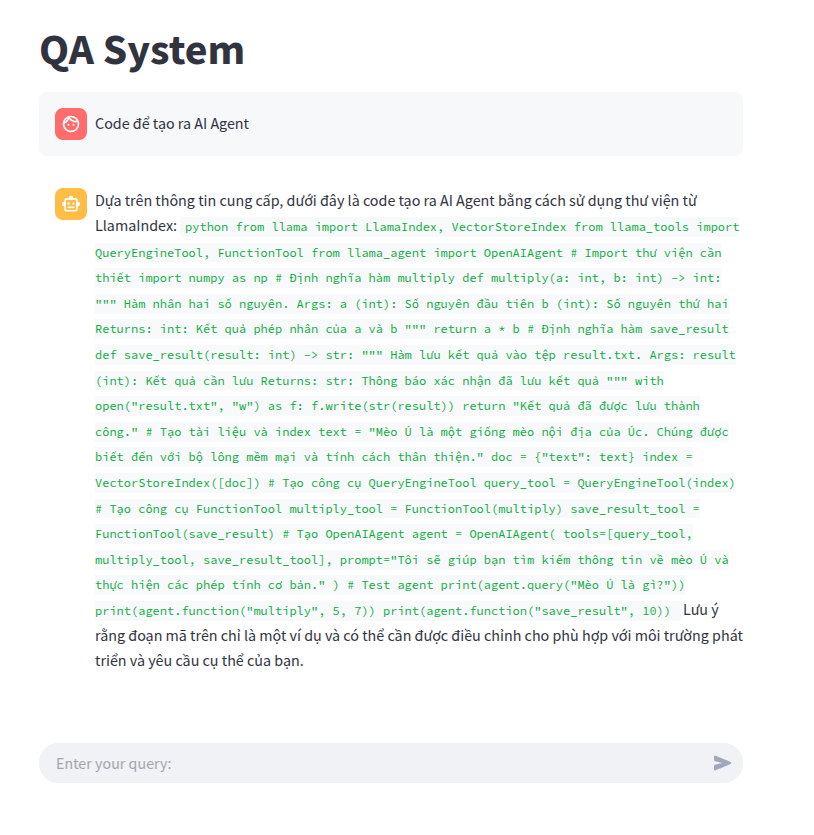 QA System
Code để tạo ra AI Agent
Dựa trên thông tin cung cấp, dưới đây là code tạo ra AI Agent bằng cách sử dụng thư viện từ
LlamaIndex: python from llama import LlamaIndex, VectorStoreIndex from llama_tools import
QueryEngineTool, FunctionTool from llama_agent import OpenAIAgent # Import thư viện cần
thiết import numpy as np # Định nghĩa hàm multiply def multiply(a: int, b: int) -> int:
""" Hàm nhân hai số nguyên. Args: a (int): Số nguyên đầu tiên b (int): Số nguyên thứ hai
Returns: int: Kết quả phép nhân của a và b """ return a * b # Định nghĩa hàm save_result
def save_result(result: int) -> str: """ Hàm lưu kết quả vào tệp result.txt. Args: result
(int): Kết quả cần lưu Returns: str: Thông báo xác nhận đã lưu kết quả """ with
open("result.txt", "w") as f: f.write(str(result)) return "Kết quả đã được lưu thành
công." # Tạo tài liệu và index text = "Mèo Ú là một giống mèo nội địa của Úc. Chúng được
biết đến với bộ lông mềm mại và tính cách thân thiện." doc = {"text": text} index =
VectorStoreIndex([doc]) # Tạo công cụ QueryEngineTool query_tool = QueryEngineTool(index)
# Tạo công cụ FunctionTool multiply_tool = FunctionTool(multiply) save_result_tool =
FunctionTool(save_result) # Tạo OpenAIAgent agent = OpenAIAgent( tools=[query_tool,
multiply_tool, save_result_tool], prompt="Tôi sẽ giúp bạn tìm kiếm thông tin về mèo Ú và
thực hiện các phép tính cơ bản." ) # Test agent print(agent.query("Mèo Ú là gì?"))
print(agent.function("multiply", 5, 7)) print(agent.function("save_result", 10)) Lưu ý
rằng đoạn mã trên chỉ là một ví dụ và có thể cần được điều chỉnh cho phù hợp với môi trường phát
triển và yêu cầu cụ thể của bạn.
Enter your query: